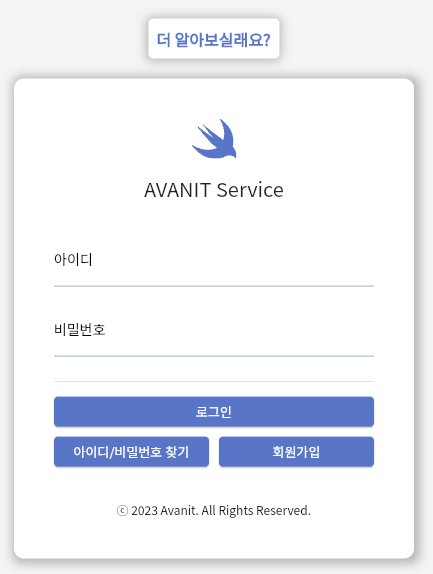 더 알아보실래요?
AVANIT Service
아이디
비밀번호
로그인
아이디/비밀번호 찾기
회원가입
ⓒ 2023 Avanit. All Rights Reserved.